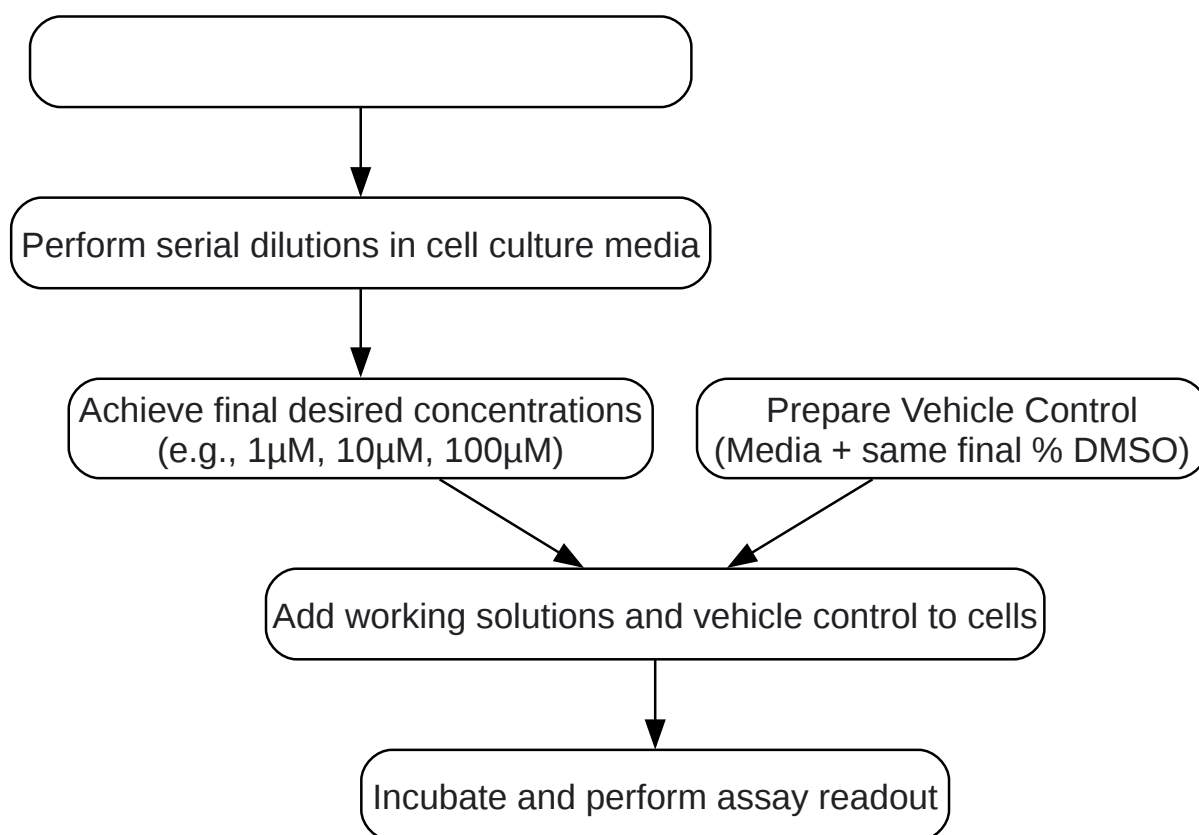 Perform serial dilutions in cell culture media
Achieve final desired concentrations
(e.g., 1µM, 10µM, 100µM)
Prepare Vehicle Control
(Media + same final % DMSO)
Add working solutions and vehicle control to cells
Incubate and perform assay readout